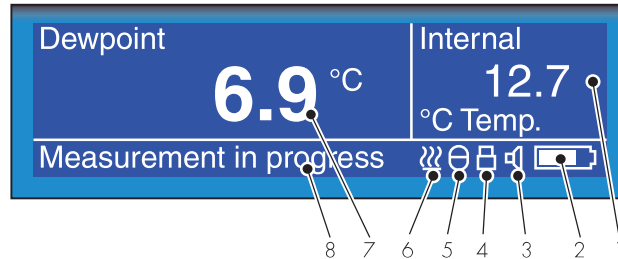 Dewpoint
6.9 °C
Internal
12.7
°C Temp.
Measurement in progress
8 7 6 5 4 3 2 1